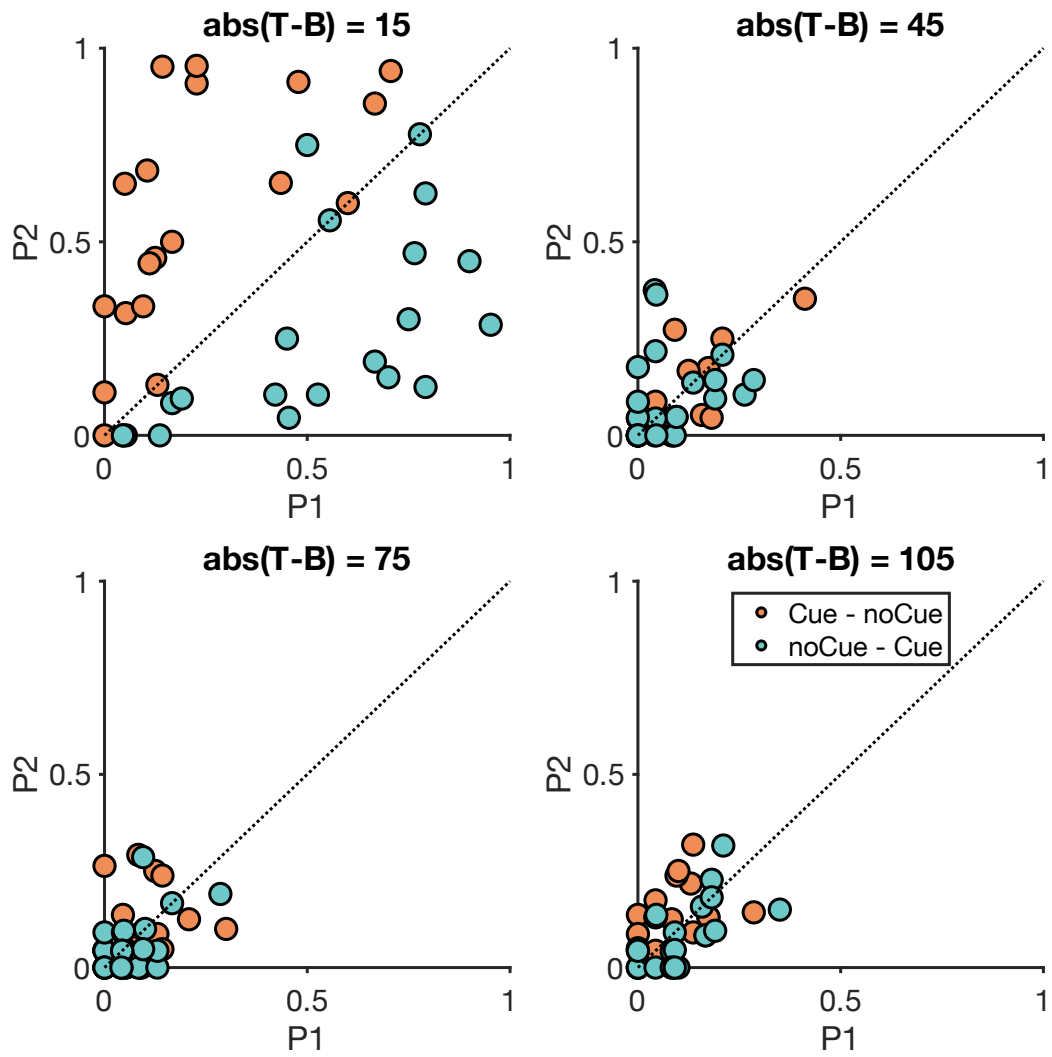 abs(T-B) = 15
1
0.5
0
P2
0
0.5
1
P1
abs(T-B) = 45
1
0.5
0
P2
0
0.5
1
P1
abs(T-B) = 75
1
0.5
0
P2
0
0.5
1
P1
abs(T-B) = 105
1
0.5
0
P2
0
0.5
1
P1
Cue - noCue
noCue - Cue